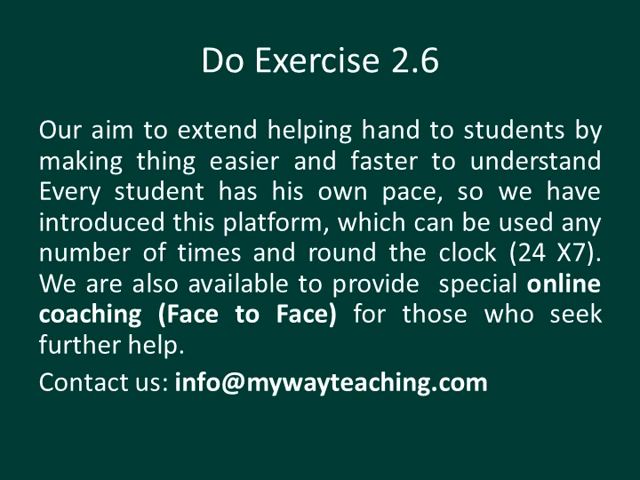 Do Exercise 2.6
Our aim to extend helping hand to students by
making thing easier and faster to understand
Every student has his own pace, so we have
introduced this platform, which can be used any
number of times and round the clock (24 X7).
We are also available to provide special online
coaching (Face to Face) for those who seek
further help.
Contact us: info@mywayteaching.com